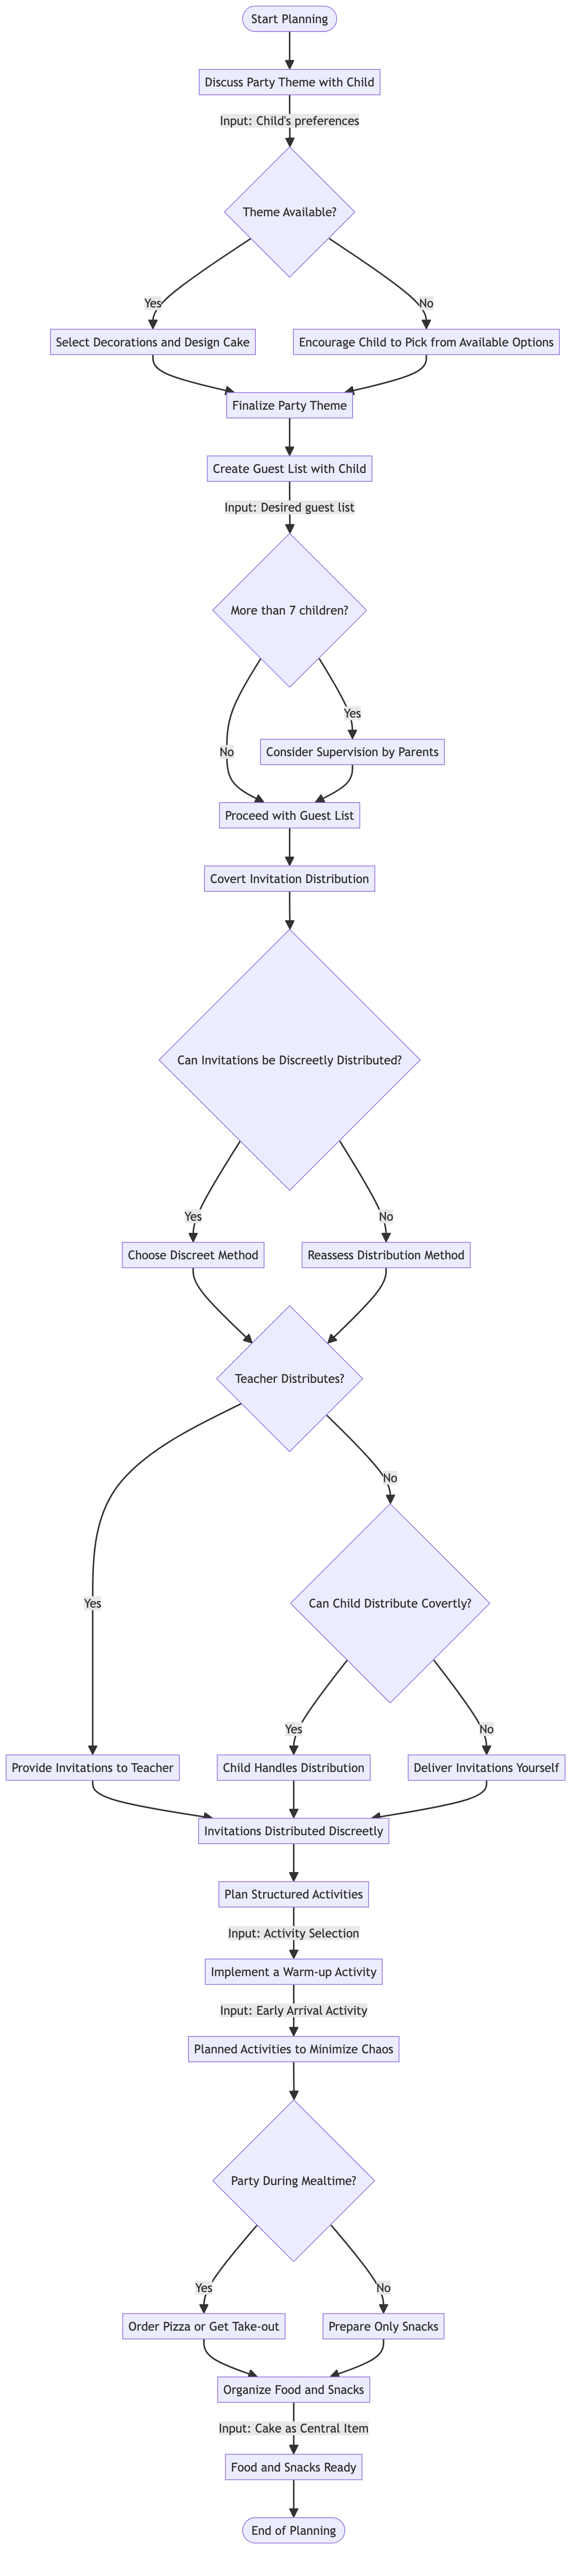 Start Planning
Discuss Party Theme with Child
Input: Child's preferences
Theme Available?
Yes
No
Select Decorations and Design Cake
Encourage Child to Pick from Available Options
Finalize Party Theme
Create Guest List with Child
Input: Desired guest list
More than 7 children?
Yes
No
Consider Supervision by Parents
Proceed with Guest List
Covert Invitation Distribution
Can Invitations be Discreetly Distributed?
Yes
No
Choose Discreet Method
Reassess Distribution Method
Teacher Distributes?
No
Yes
Can Child Distribute Covertly?
Yes
No
Provide Invitations to Teacher
Child Handles Distribution
Deliver Invitations Yourself
Invitations Distributed Discreetly
Plan Structured Activities
Input: Activity Selection
Implement a Warm-up Activity
Input: Early Arrival Activity
Planned Activities to Minimize Chaos
Party During Mealtime?
Yes
No
Order Pizza or Get Take-out
Prepare Only Snacks
Organize Food and Snacks
Input: Cake as Central Item
Food and Snacks Ready
End of Planning